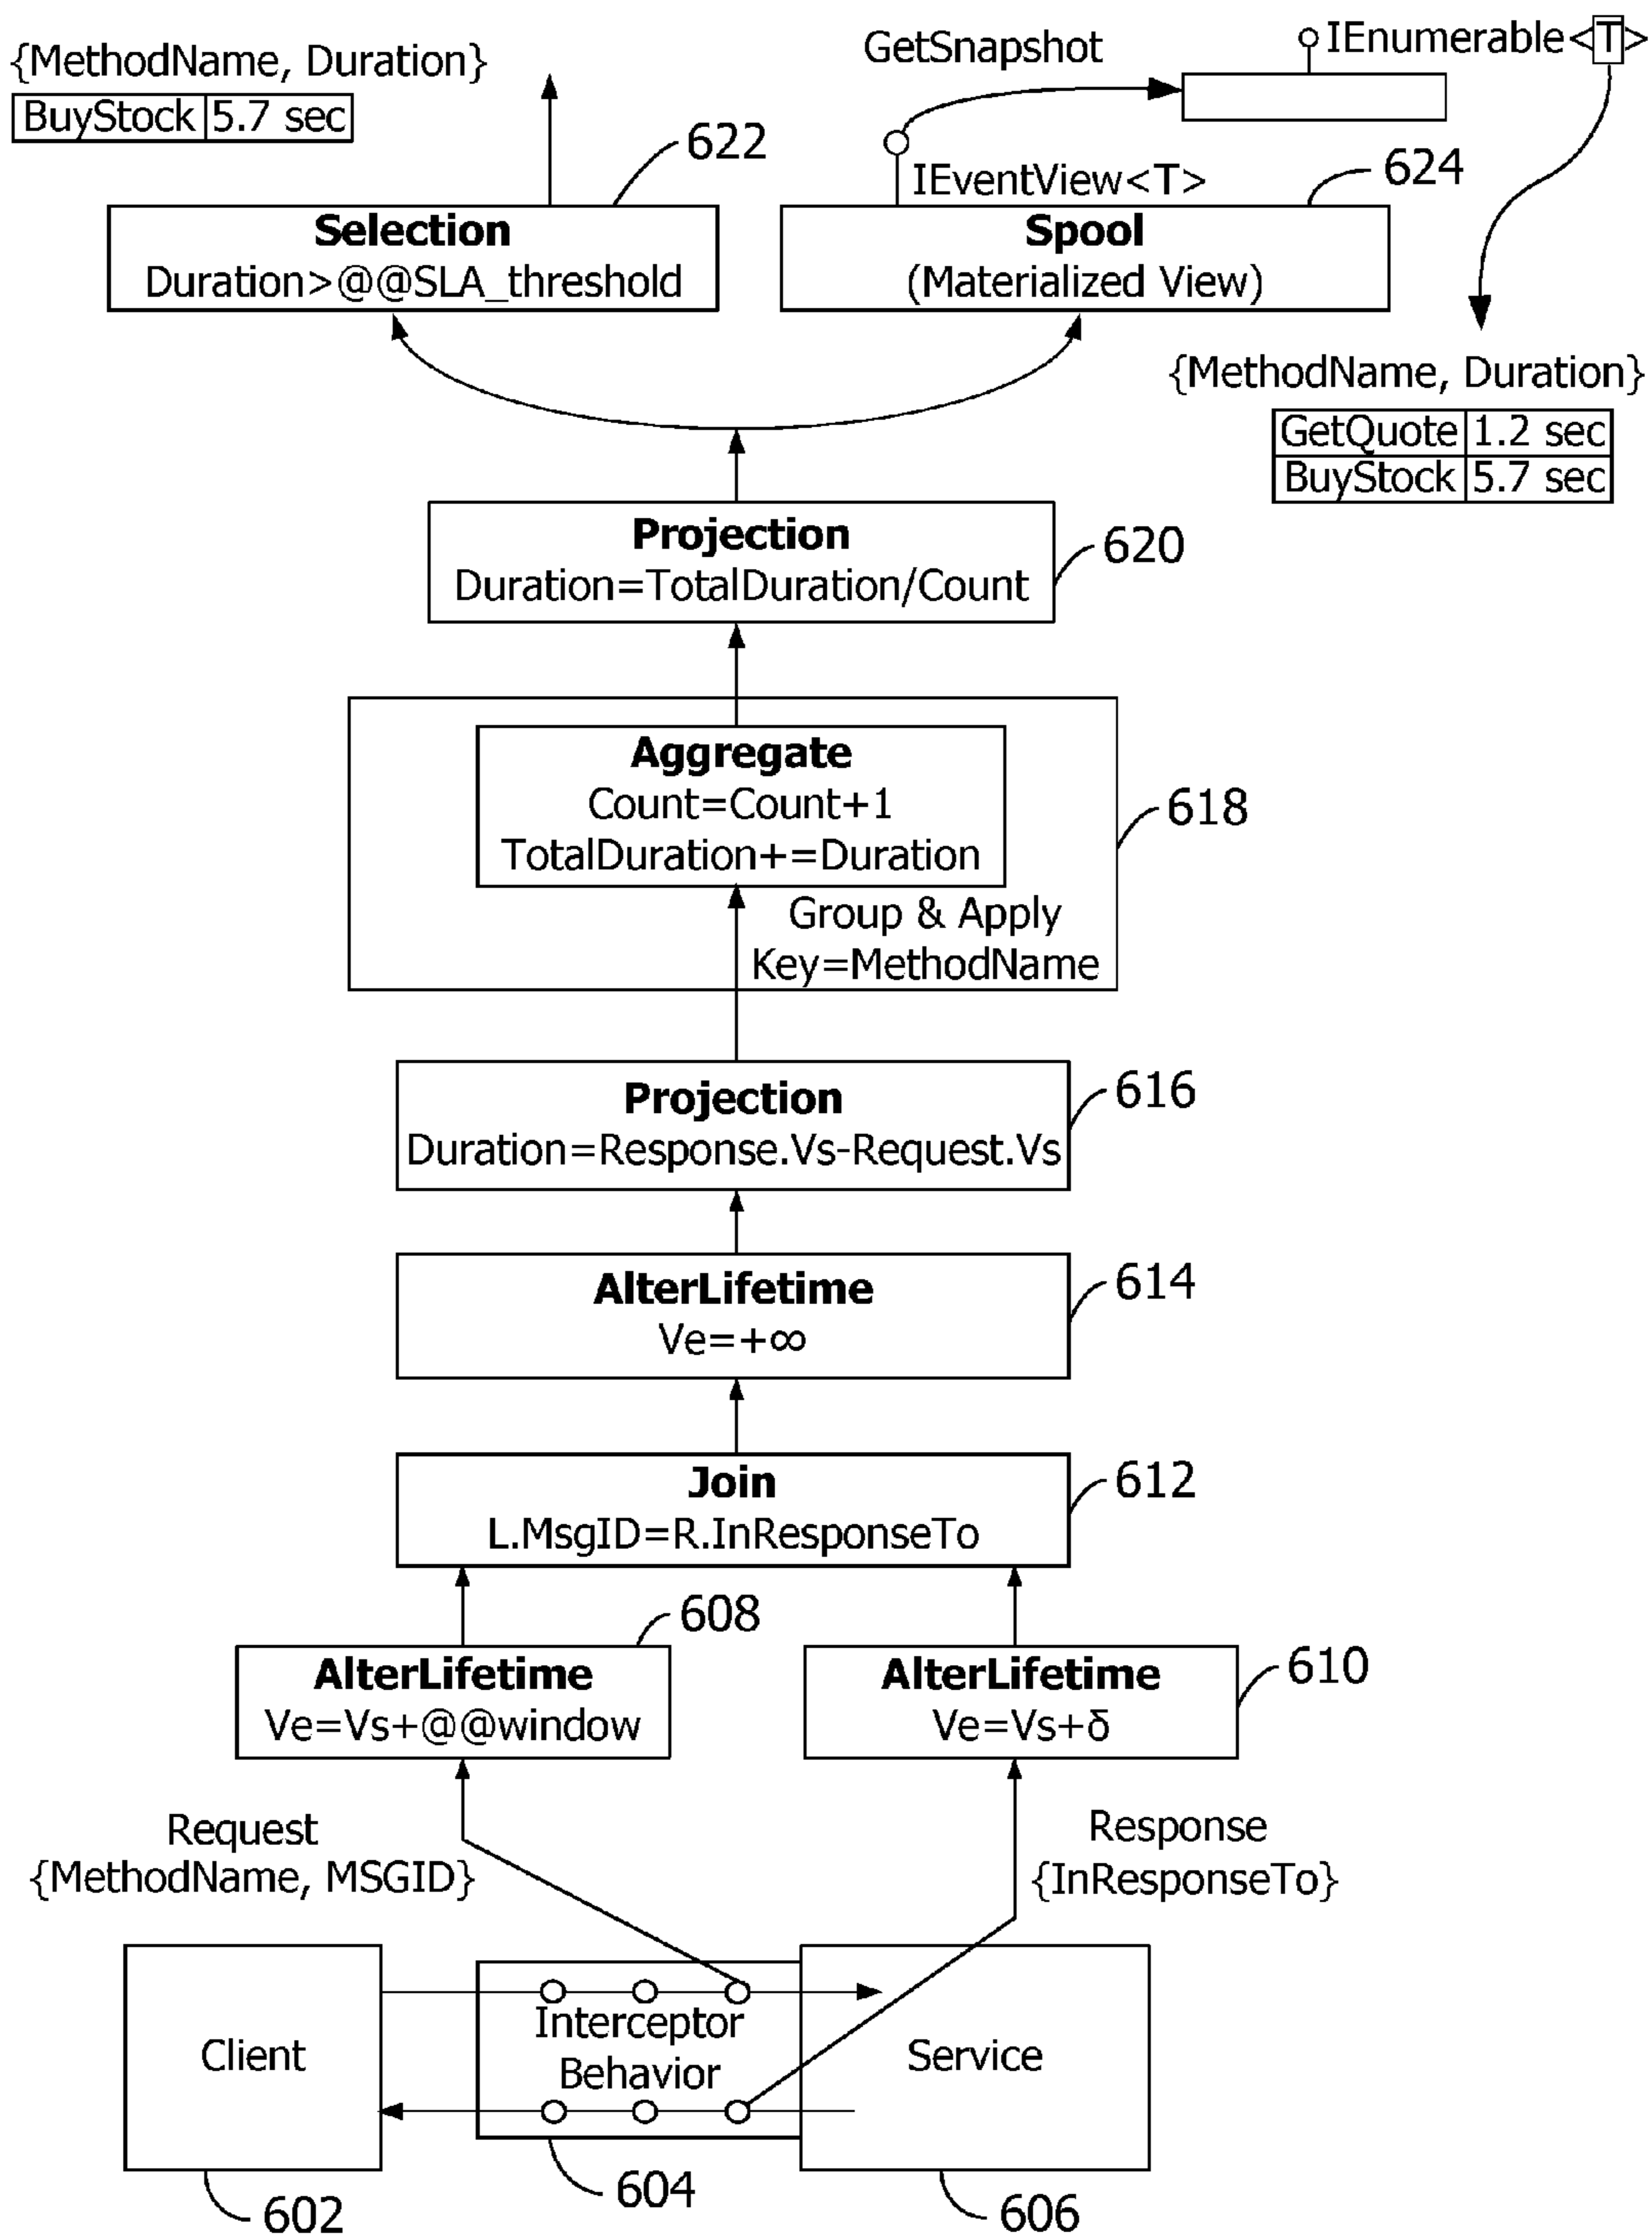 {MethodName, Duration}
BuyStock 5.7 sec
GetSnapshot
IEnumerable<T>
622
IEventView<T>
624
Selection
Duration>@@SLA_threshold
Spool
(Materialized View)
{MethodName, Duration}
GetQuote 1.2 sec
BuyStock 5.7 sec
Projection
Duration=TotalDuration/Count
620
Aggregate
Count=Count+1
TotalDuration+=Duration
618
Group & Apply
Key=MethodName
Projection
Duration=Response.Vs-Request.Vs
616
AlterLifetime
Ve=+∞
614
Join
L.MsgID=R.InResponseTo
612
608
AlterLifetime
Ve=Vs+@@window
AlterLifetime
Ve=Vs+δ
610
Request
{MethodName, MSGID}
Response
{InResponseTo}
Client
Interceptor
Behavior
Service
602
604
606